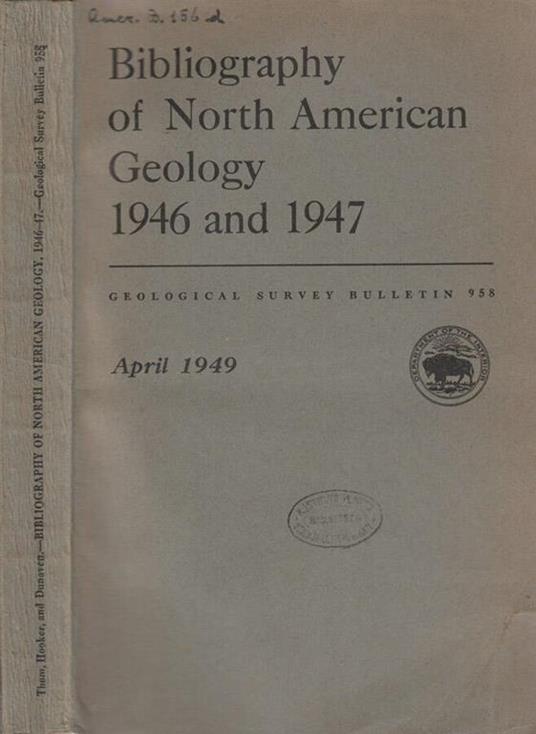 Amer. B. 156 d
Bibliography
of North American
Geology
1946 and 1947
GEOLOGICAL SURVEY BULLETIN 958
April 1949
DEPARTMENT OF THE INTERIOR
Thom, Hooker, and Dunaven.—BIBLIOGRAPHY OF NORTH AMERICAN GEOLOGY, 1946-47.—Geological Survey Bulletin 958